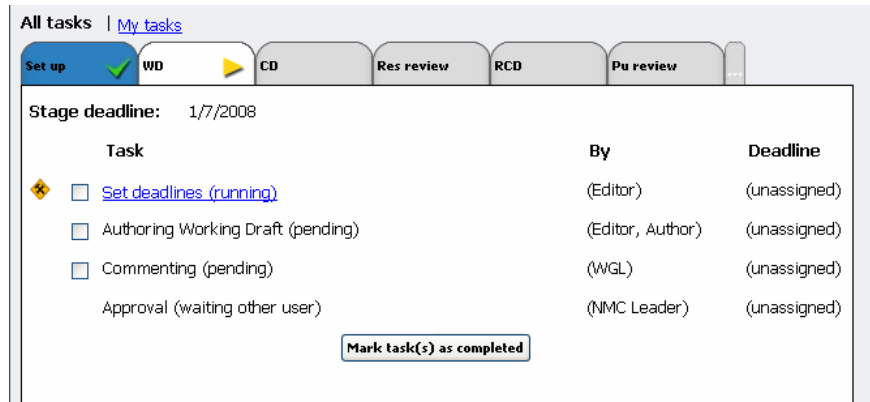 All tasks | My tasks
Set up WD CD Res review RCD Pu review ...
Stage deadline: 1/7/2008
Task By Deadline
Set deadlines (running) (Editor) (unassigned)
Authoring Working Draft (pending) (Editor, Author) (unassigned)
Commenting (pending) (WGL) (unassigned)
Approval (waiting other user) (NMC Leader) (unassigned)
Mark task(s) as completed